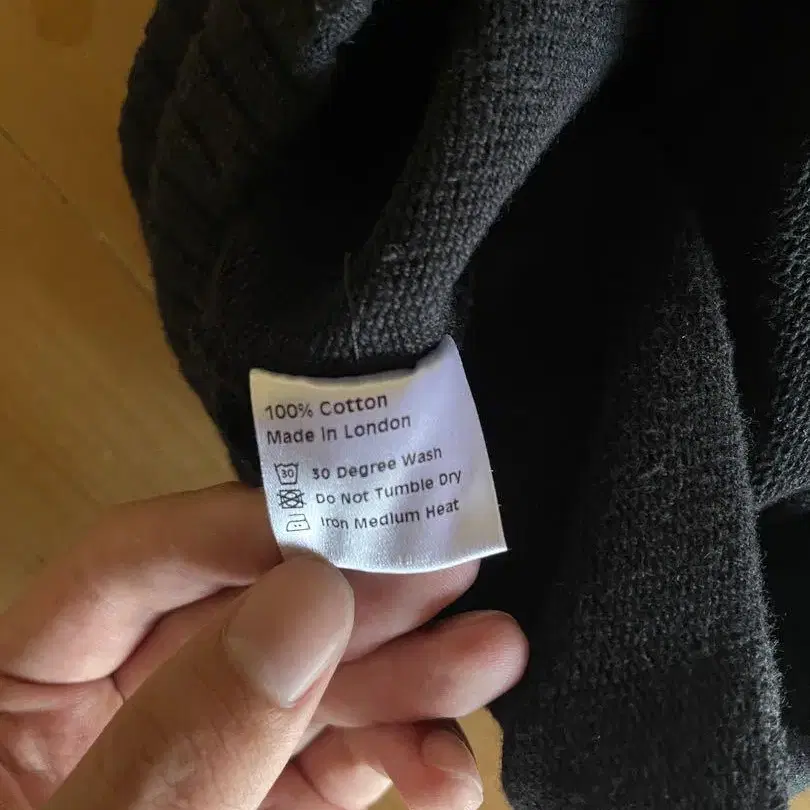 100% Cotton
Made In London
30 30 Degree Wash
Do Not Tumble Dry
Iron Medium Heat